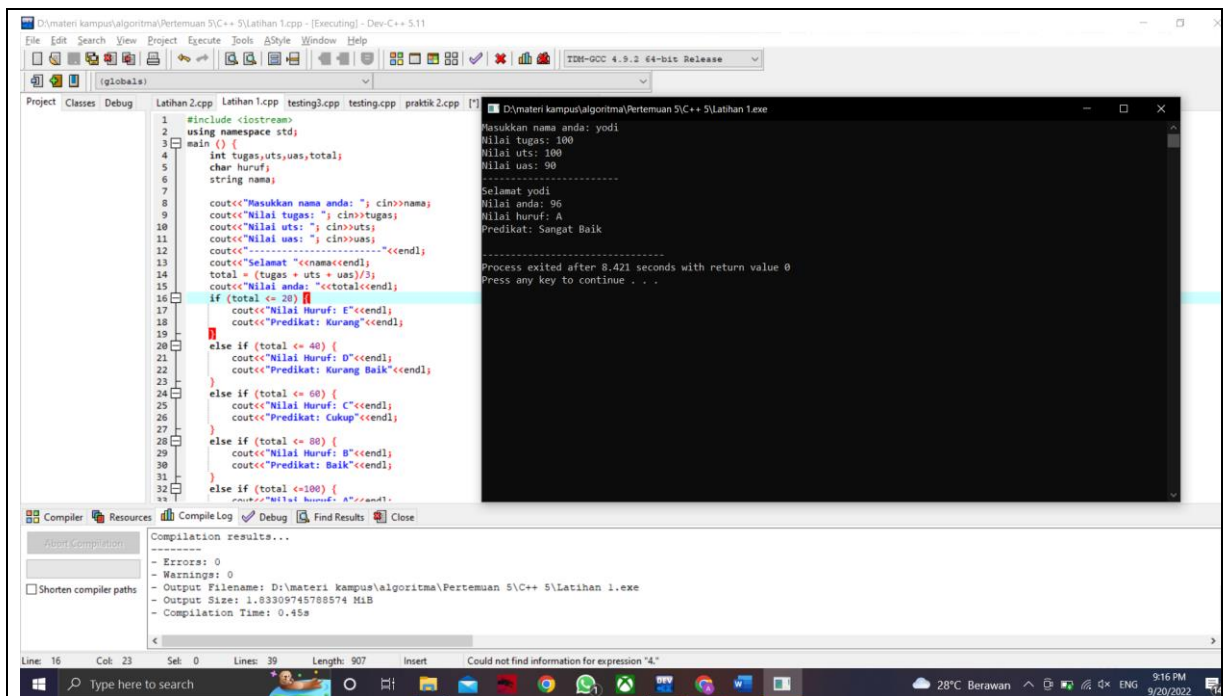 D:\materi kampus\algoritma\Pertemuan 5\C++ 5\Latihan 1.cpp - [Executing] - Dev-C++ 5.11
File Edit Search View Project Execute Tools AStyle Window Help
TDM-GCC 4.9.2 64-bit Release
(globals)
Project Classes Debug
Latihan 2.cpp Latihan 1.cpp testing3.cpp testing.cpp praktik 2.cpp [*]
1 #include <iostream>
2 using namespace std;
3 main () {
4 int tugas,uts,uas,total;
5 char huruf;
6 string nama;
7
8 cout<<"Masukkan nama anda: "; cin>>nama;
9 cout<<"Nilai tugas: "; cin>>tugas;
10 cout<<"Nilai uts: "; cin>>uts;
11 cout<<"Nilai uas: "; cin>>uas;
12 cout<<"------------------------"<<endl;
13 cout<<"Selamat "<<nama<<endl;
14 total = (tugas + uts + uas)/3;
15 cout<<"Nilai anda: "<<total<<endl;
16 if (total <= 20) {
17 cout<<"Nilai Huruf: E"<<endl;
18 cout<<"Predikat: Kurang"<<endl;
19 }
20 else if (total <= 40) {
21 cout<<"Nilai Huruf: D"<<endl;
22 cout<<"Predikat: Kurang Baik"<<endl;
23 }
24 else if (total <= 60) {
25 cout<<"Nilai Huruf: C"<<endl;
26 cout<<"Predikat: Cukup"<<endl;
27 }
28 else if (total <= 80) {
29 cout<<"Nilai Huruf: B"<<endl;
30 cout<<"Predikat: Baik"<<endl;
31 }
32 else if (total <=100) {
33 cout<<"Nilai huruf: A"<<endl;
D:\materi kampus\algoritma\Pertemuan 5\C++ 5\Latihan 1.exe
Masukkan nama anda: yodi
Nilai tugas: 100
Nilai uts: 100
Nilai uas: 90
------------------------
Selamat yodi
Nilai anda: 96
Nilai huruf: A
Predikat: Sangat Baik
--------------------------------
Process exited after 8.421 seconds with return value 0
Press any key to continue . . .
Compiler Resources Compile Log Debug Find Results Close
Abort Compilation
Shorten compiler paths
Compilation results...
--------
- Errors: 0
- Warnings: 0
- Output Filename: D:\materi kampus\algoritma\Pertemuan 5\C++ 5\Latihan 1.exe
- Output Size: 1.83309745788574 MiB
- Compilation Time: 0.45s
Line: 16 Col: 23 Sel: 0 Lines: 39 Length: 907 Insert Could not find information for expression "4."
Type here to search
28°C Berawan ENG 9:16 PM
9/20/2022